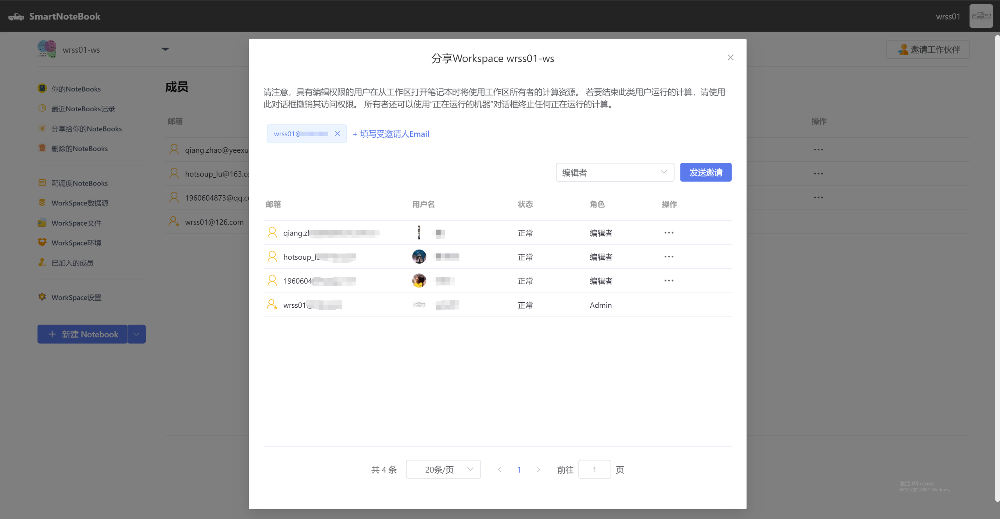 SmartNoteBook
wrss01
wrss01-ws
邀请工作伙伴
你的NoteBooks
最近NoteBooks记录
分享给你的NoteBooks
删除的NoteBooks
配调度NoteBooks
WorkSpace数据源
WorkSpace文件
WorkSpace环境
已加入的成员
WorkSpace设置
新建 Notebook
成员
邮箱
操作
qiang.zhao@yeexu
hotsoup_lu@163.co
1960604873@qq.co
wrss01@126.com
分享Workspace wrss01-ws
请注意，具有编辑权限的用户在从工作区打开笔记本时将使用工作区所有者的计算资源。 若要结束此类用户运行的计算，请使用
此对话框撤销其访问权限。 所有者还可以使用“正在运行的机器”对话框终止任何正在运行的计算。
wrss01@
+ 填写受邀请人Email
编辑者
发送邀请
邮箱 用户名 状态 角色 操作
qiang.z 正常 编辑者
hotsoup_l 正常 编辑者
1960604 正常 编辑者
wrss01 正常 Admin
共 4 条 20条/页 1 前往 1 页
激活 Windows
转到“设置”以激活 Windows。